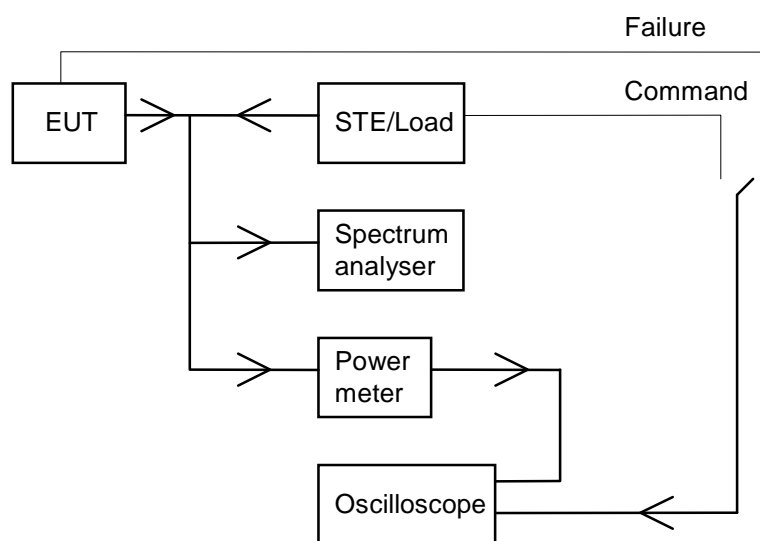 Failure
Command
EUT
STE/Load
Spectrum
analyser
Power
meter
Oscilloscope